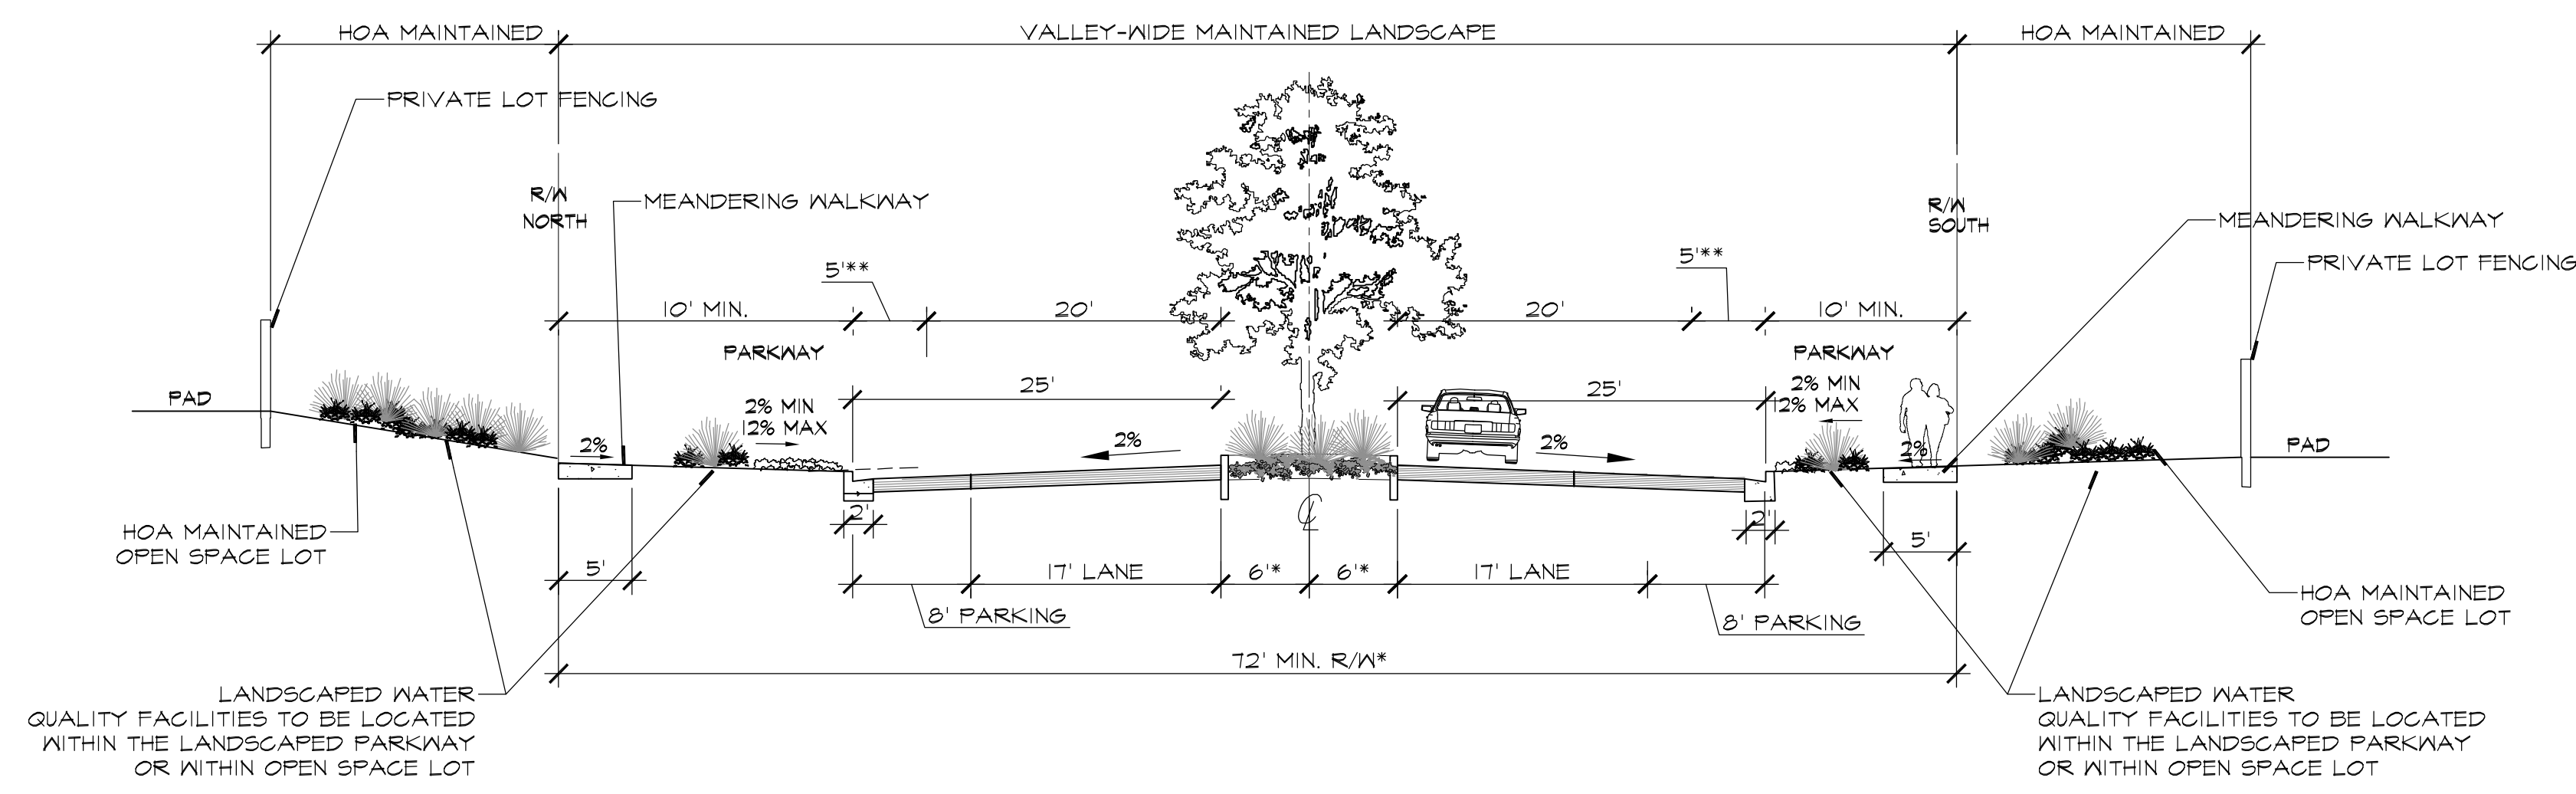 HOA MAINTAINED
VALLEY-WIDE MAINTAINED LANDSCAPE
HOA MAINTAINED
PRIVATE LOT FENCING
R/W
NORTH
MEANDERING WALKWAY
R/W
SOUTH
MEANDERING WALKWAY
PRIVATE LOT FENCING
5'**
5'**
10' MIN.
20'
20'
10' MIN.
PARKWAY
PARKWAY
25'
25'
2% MIN
12% MAX
2% MIN
12% MAX
PAD
PAD
2%
2%
2%
2%
2'
℄
2'
HOA MAINTAINED
OPEN SPACE LOT
5'
5'
17' LANE
6'*
6'*
17' LANE
8' PARKING
8' PARKING
HOA MAINTAINED
OPEN SPACE LOT
72' MIN. R/W*
LANDSCAPED WATER
QUALITY FACILITIES TO BE LOCATED
WITHIN THE LANDSCAPED PARKWAY
OR WITHIN OPEN SPACE LOT
LANDSCAPED WATER
QUALITY FACILITIES TO BE LOCATED
WITHIN THE LANDSCAPED PARKWAY
OR WITHIN OPEN SPACE LOT